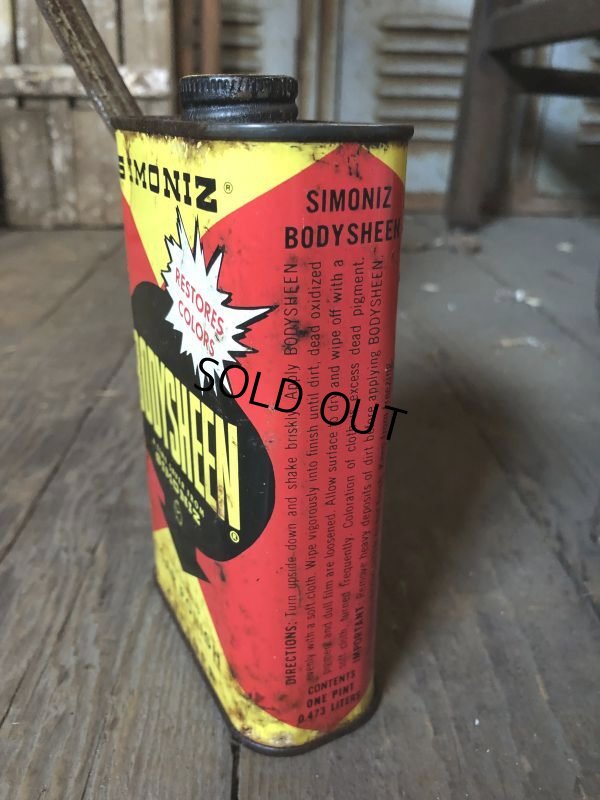 SIMONIZ®
RESTORES
COLORS
BODYSHEEN®
SIMONIZ
BODYSHEEN
DIRECTIONS: Turn upside down and shake briskly. Apply BODYSHEEN
evenly with a soft cloth. Wipe vigorously into finish until dirt, dead oxidized
pigment and dull film are loosened. Allow surface to dry and wipe off with a
soft cloth, turned frequently. Coloration of cloth is excess dead pigment.
IMPORTANT: Remove heavy deposits of dirt before applying BODYSHEEN.
CONTENTS
ONE PINT
0.473 LITERS
SOLD OUT